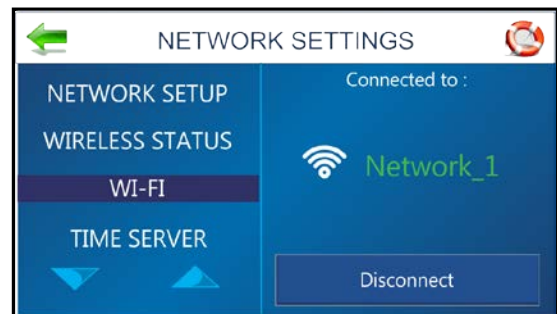 NETWORK SETTINGS
NETWORK SETUP
WIRELESS STATUS
WI-FI
TIME SERVER
Connected to :
Network_1
Disconnect